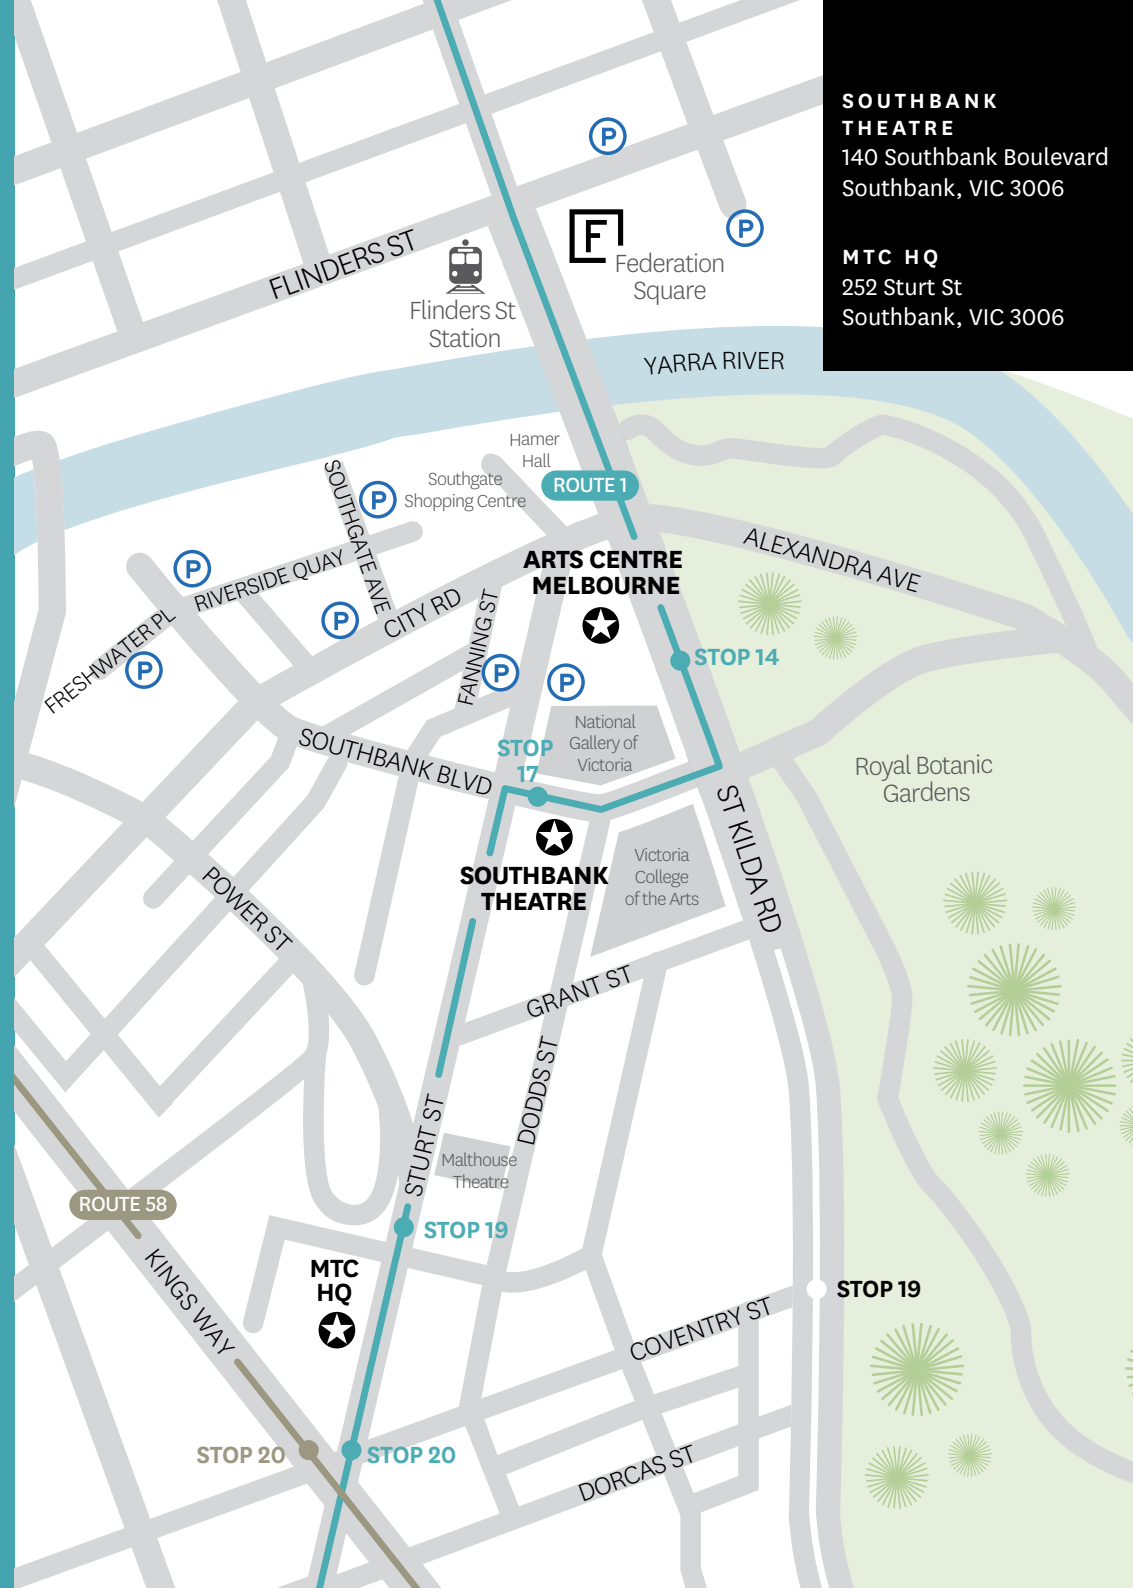 SOUTHBANK
THEATRE
140 Southbank Boulevard
Southbank, VIC 3006
MTC HQ
252 Sturt St
Southbank, VIC 3006
P
P
F
Federation
Square
FLINDERS ST
Flinders St
Station
YARRA RIVER
Hamer
Hall
Southgate
Shopping Centre
ROUTE 1
SOUTHGATE AVE
P
P
RIVERSIDE QUAY
ALEXANDRA AVE
ARTS CENTRE
MELBOURNE
CITY RD
P
FANNING ST
FRESHWATER PL
P
P
P
STOP 14
National
Gallery of
Victoria
SOUTHBANK BLVD
STOP
17
Royal Botanic
Gardens
ST KILDA RD
SOUTHBANK
THEATRE
Victoria
College
of the Arts
POWER ST
GRANT ST
DODDS ST
STURT ST
Malthouse
Theatre
ROUTE 58
STOP 19
KINGS WAY
MTC
HQ
STOP 19
COVENTRY ST
STOP 20
STOP 20
DORCAS ST